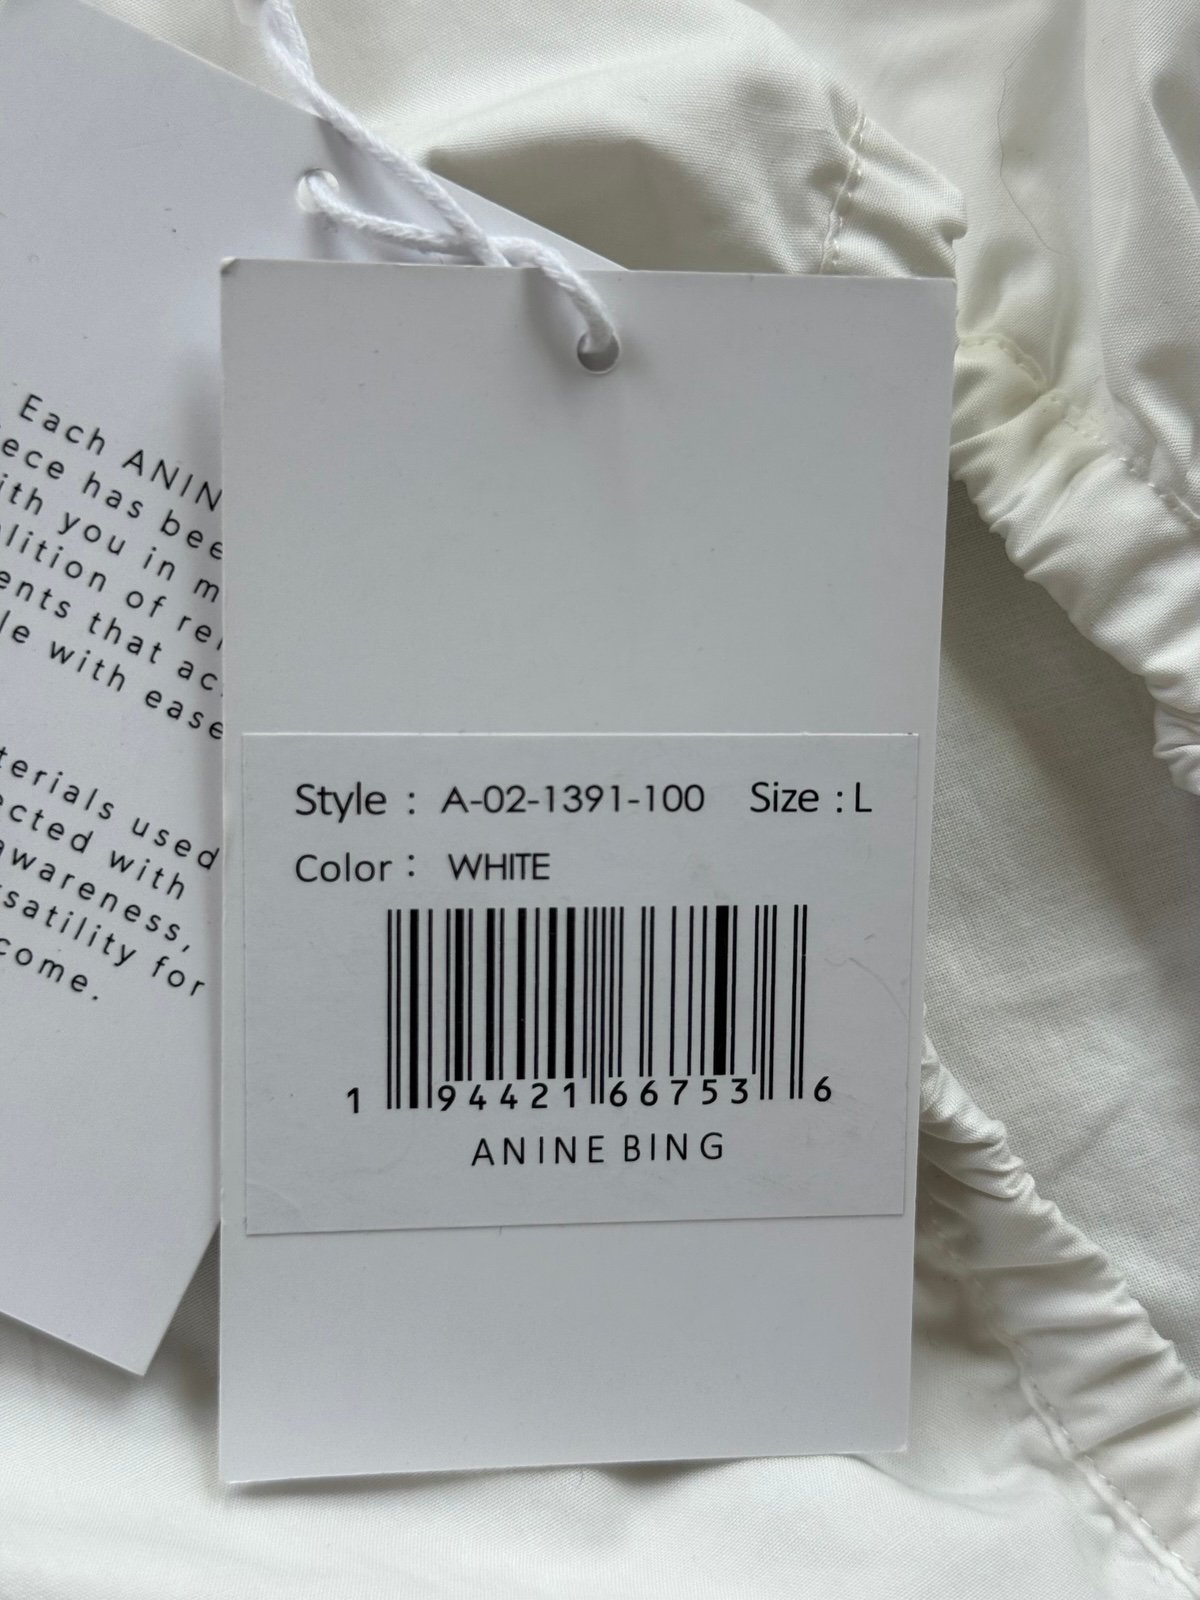 Each ANIN
ece has bee
ith you in m
lition of re
ents that ac
le with ease
terials used
ected with
awareness,
satility for
come.
Style : A-02-1391-100 Size : L
Color : WHITE
1 94421 66753 6
ANINE BING